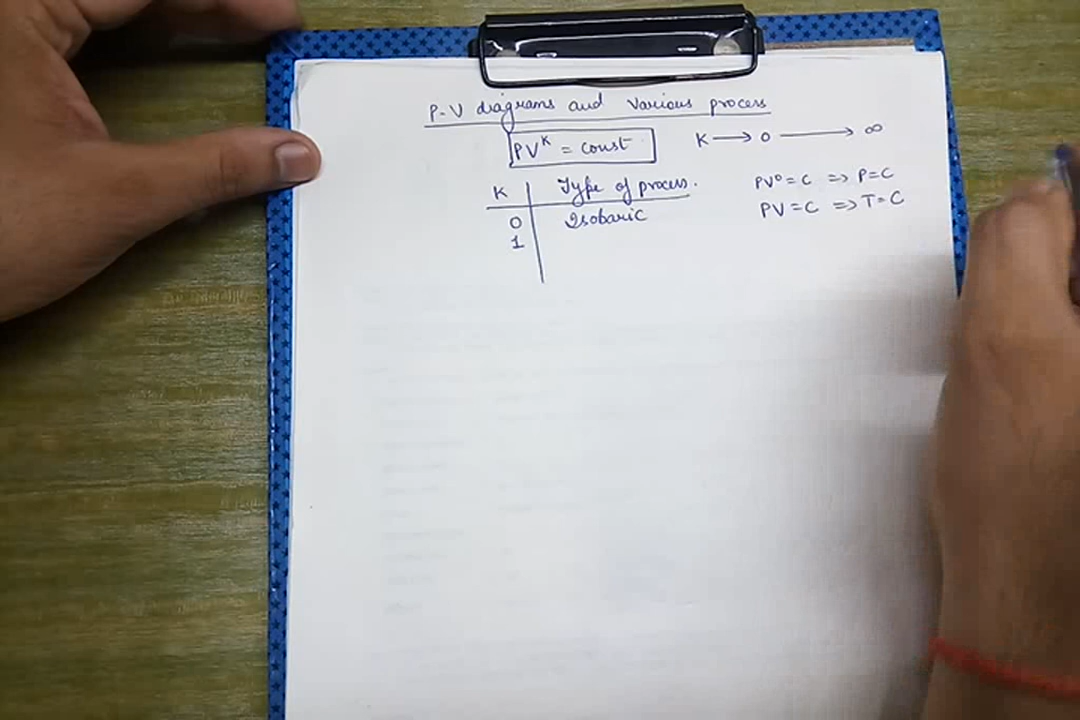 P-V diagrams and various process
PV^K = const K → 0 → ∞
K Type of process. PV⁰ = C ⇒ P=C
0 Isobaric PV = C ⇒ T=C
1